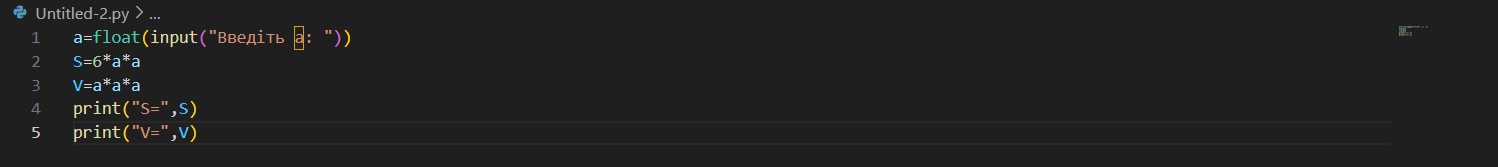 Untitled-2.py > ...
1 a=float(input("Введіть а: "))
2 S=6*a*a
3 V=a*a*a
4 print("S=",S)
5 print("V=",V)